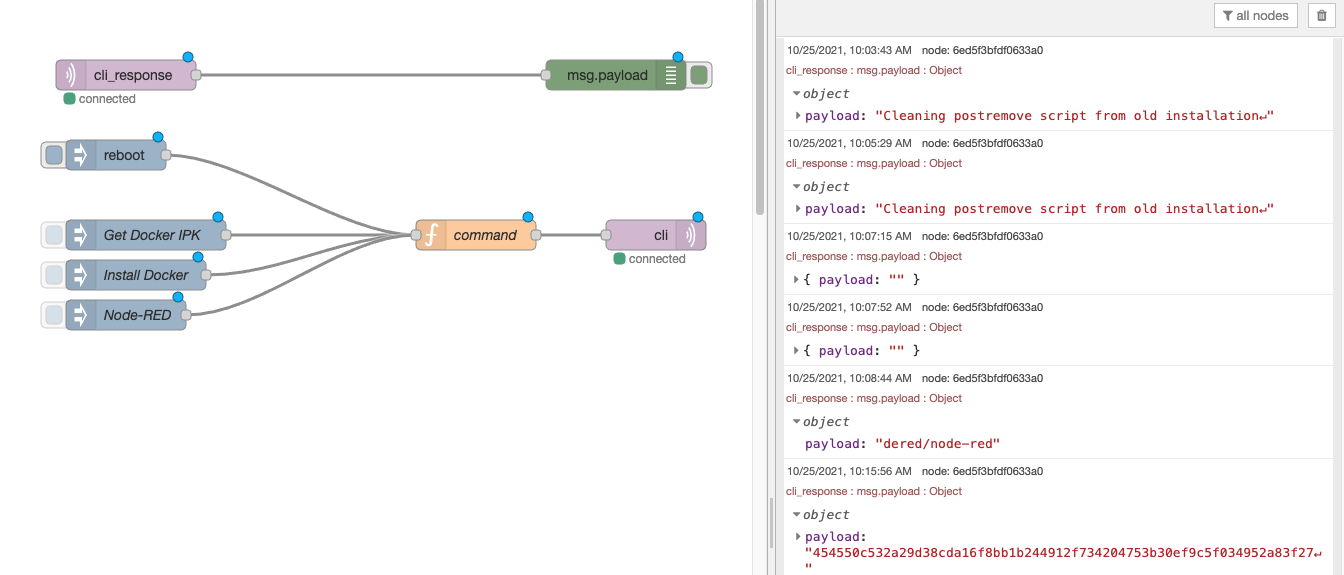 cli_response
connected
msg.payload
reboot
Get Docker IPK
Install Docker
Node-RED
command
cli
connected
all nodes
10/25/2021, 10:03:43 AM node: 6ed5f3bfdf0633a0
cli_response : msg.payload : Object
object
payload: "Cleaning postremove script from old installation↵"
10/25/2021, 10:05:29 AM node: 6ed5f3bfdf0633a0
cli_response : msg.payload : Object
object
payload: "Cleaning postremove script from old installation↵"
10/25/2021, 10:07:15 AM node: 6ed5f3bfdf0633a0
cli_response : msg.payload : Object
{ payload: "" }
10/25/2021, 10:07:52 AM node: 6ed5f3bfdf0633a0
cli_response : msg.payload : Object
{ payload: "" }
10/25/2021, 10:08:44 AM node: 6ed5f3bfdf0633a0
cli_response : msg.payload : Object
object
payload: "dered/node-red"
10/25/2021, 10:15:56 AM node: 6ed5f3bfdf0633a0
cli_response : msg.payload : Object
object
payload:
"454550c532a29d38cda16f8bb1b244912f734204753b30ef9c5f034952a83f27↵
"